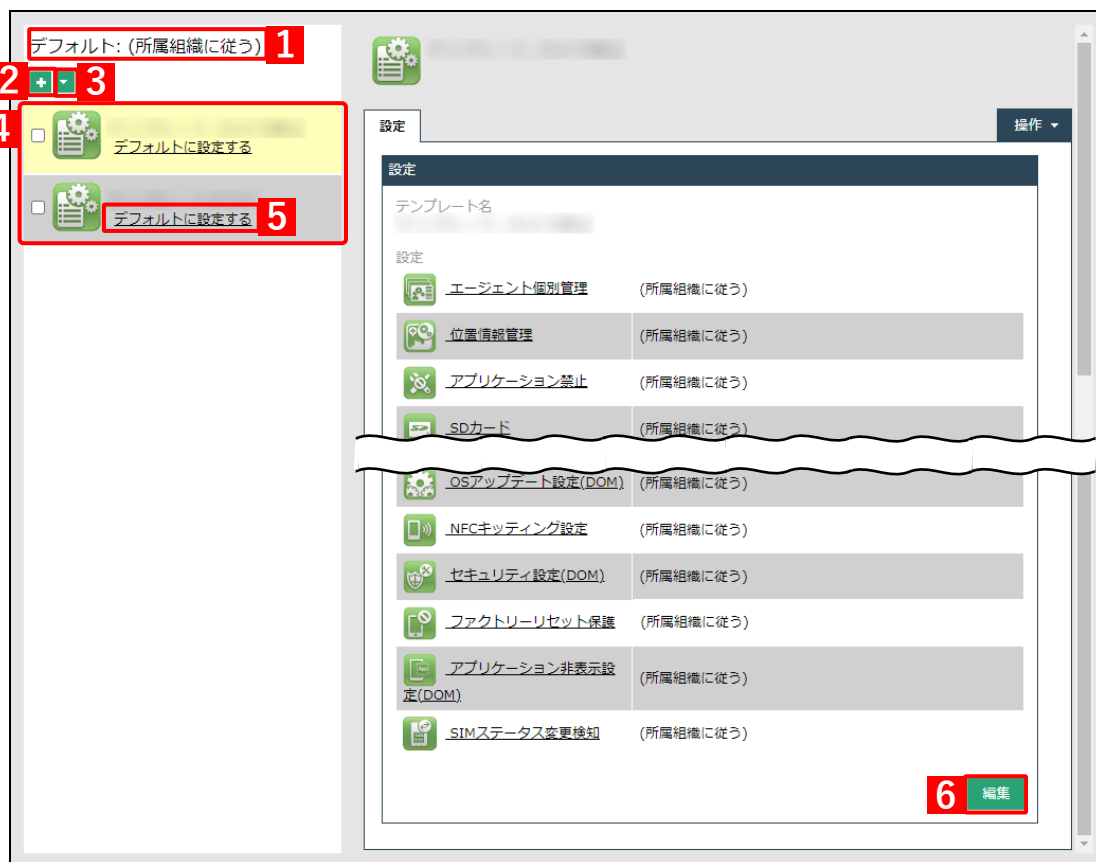 デフォルト: (所属組織に従う)
1
2
+
3
4
デフォルトに設定する
デフォルトに設定する
5
設定
操作
設定
テンプレート名
設定
エージェント個別管理 (所属組織に従う)
位置情報管理 (所属組織に従う)
アプリケーション禁止 (所属組織に従う)
SDカード (所属組織に従う)
OSアップデート設定(DOM) (所属組織に従う)
NFCキッティング設定 (所属組織に従う)
セキュリティ設定(DOM) (所属組織に従う)
ファクトリーリセット保護 (所属組織に従う)
アプリケーション非表示設
定(DOM) (所属組織に従う)
SIMステータス変更検知 (所属組織に従う)
6
編集